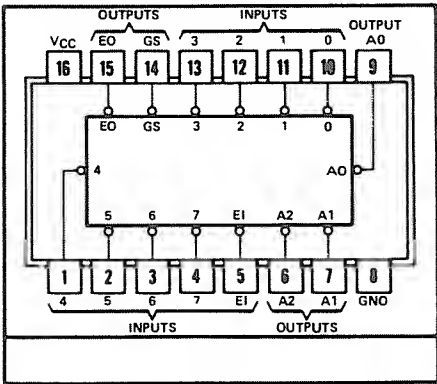 OUTPUTS INPUTS OUTPUT
VCC EO GS 3 2 1 0 A0
16 15 14 13 12 11 10 9
EO GS 3 2 1 0
4 A0
5 6 7 EI A2 A1
1 2 3 4 5 6 7 8
4 5 6 7 EI A2 A1 GND
INPUTS OUTPUTS